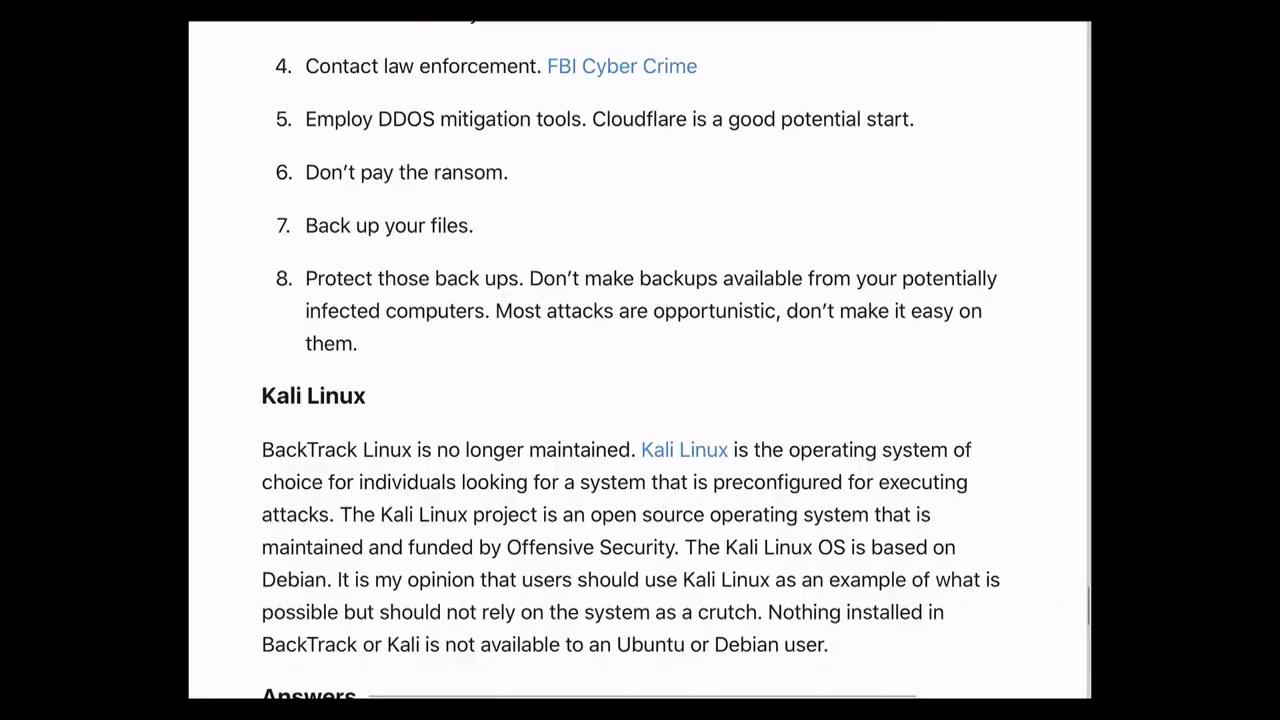 4. Contact law enforcement. FBI Cyber Crime
5. Employ DDOS mitigation tools. Cloudflare is a good potential start.
6. Don’t pay the ransom.
7. Back up your files.
8. Protect those back ups. Don’t make backups available from your potentially
infected computers. Most attacks are opportunistic, don’t make it easy on
them.
Kali Linux
BackTrack Linux is no longer maintained. Kali Linux is the operating system of
choice for individuals looking for a system that is preconfigured for executing
attacks. The Kali Linux project is an open source operating system that is
maintained and funded by Offensive Security. The Kali Linux OS is based on
Debian. It is my opinion that users should use Kali Linux as an example of what is
possible but should not rely on the system as a crutch. Nothing installed in
BackTrack or Kali is not available to an Ubuntu or Debian user.
Answers